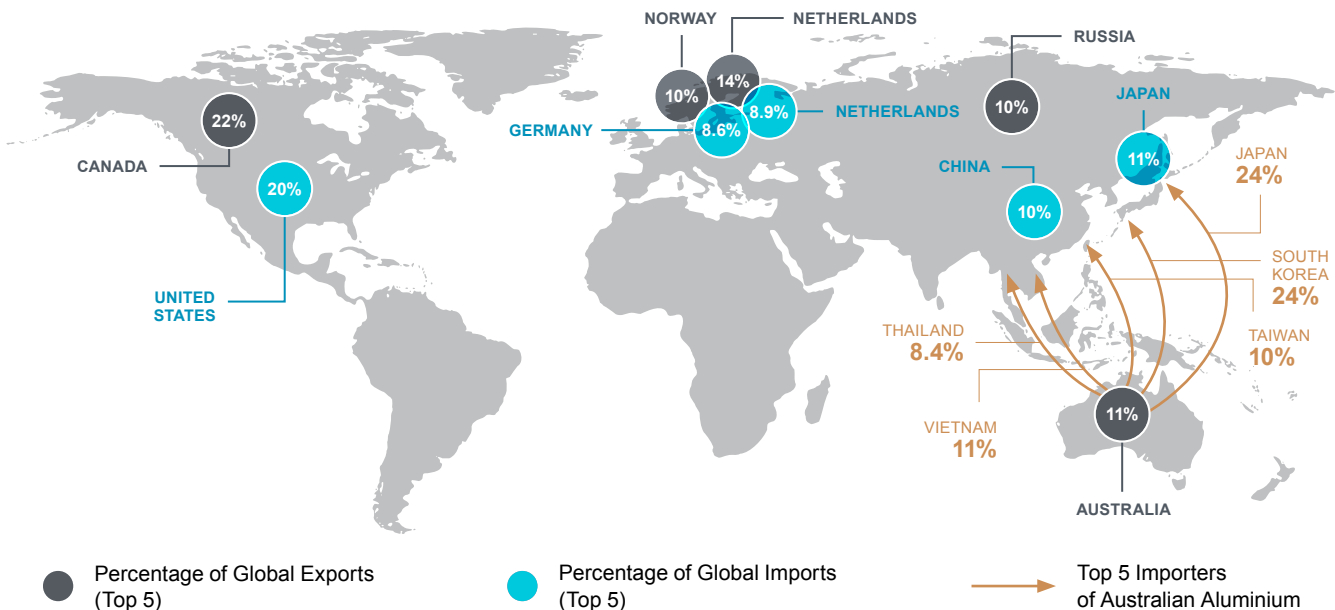 NORWAY
NETHERLANDS
RUSSIA
14%
10%
22%
CANADA
GERMANY
8.6%
8.9%
NETHERLANDS
10%
JAPAN
11%
JAPAN
24%
20%
UNITED
STATES
CHINA
10%
SOUTH
KOREA
24%
THAILAND
8.4%
TAIWAN
10%
VIETNAM
11%
11%
AUSTRALIA
Percentage of Global Exports
(Top 5)
Percentage of Global Imports
(Top 5)
Top 5 Importers
of Australian Aluminium